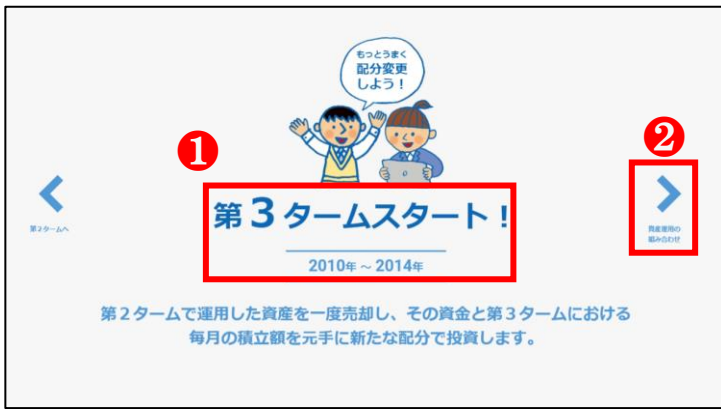 もっとうまく
配分変更
しよう！
❶
❷
第3タームスタート！
2010年～2014年
第2タームへ
資産運用の
組み合わせ
第２タームで運用した資産を一度売却し、その資金と第３タームにおける
毎月の積立額を元手に新たな配分で投資します。